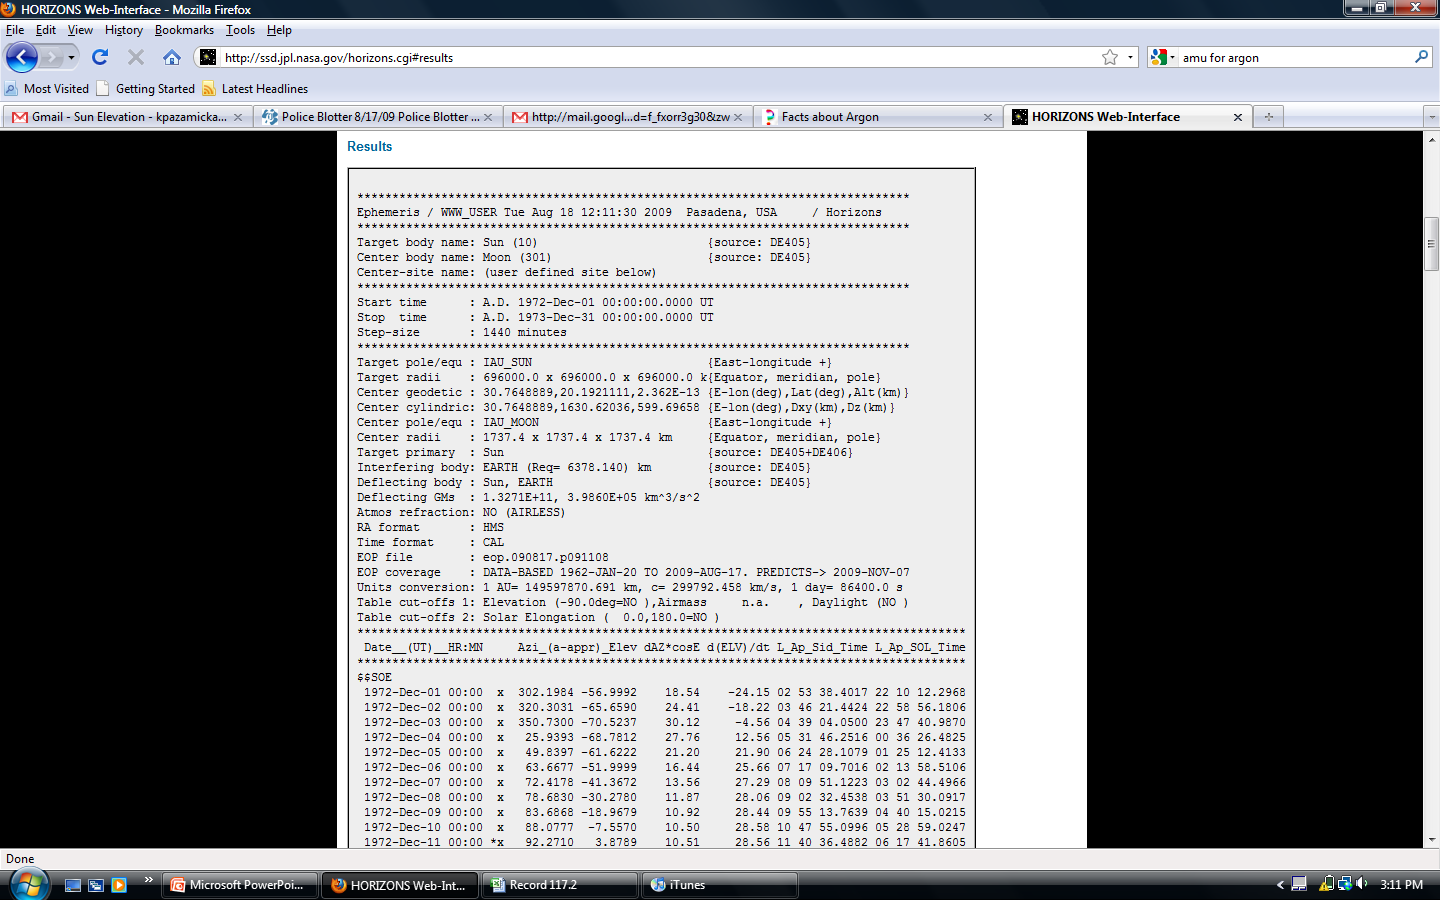 HORIZONS Web-Interface - Mozilla Firefox
File Edit View History Bookmarks Tools Help
http://ssd.jpl.nasa.gov/horizons.cgi#results
amu for argon
Most Visited Getting Started Latest Headlines
Gmail - Sun Elevation - kpazamicka... Police Blotter 8/17/09 Police Blotter ... http://mail.googl...d=f_fxorr3g30&zw Facts about Argon HORIZONS Web-Interface
Results
*******************************************************************************
Ephemeris / WWW_USER Tue Aug 18 12:11:30 2009 Pasadena, USA / Horizons
*******************************************************************************
Target body name: Sun (10) {source: DE405}
Center body name: Moon (301) {source: DE405}
Center-site name: (user defined site below)
*******************************************************************************
Start time : A.D. 1972-Dec-01 00:00:00.0000 UT
Stop time : A.D. 1973-Dec-31 00:00:00.0000 UT
Step-size : 1440 minutes
*******************************************************************************
Target pole/equ : IAU_SUN {East-longitude +}
Target radii : 696000.0 x 696000.0 x 696000.0 k{Equator, meridian, pole}
Center geodetic : 30.7648889,20.1921111,2.362E-13 {E-lon(deg),Lat(deg),Alt(km)}
Center cylindric: 30.7648889,1630.62036,599.69658 {E-lon(deg),Dxy(km),Dz(km)}
Center pole/equ : IAU_MOON {East-longitude +}
Center radii : 1737.4 x 1737.4 x 1737.4 km {Equator, meridian, pole}
Target primary : Sun {source: DE405+DE406}
Interfering body: EARTH (Req= 6378.140) km {source: DE405}
Deflecting body : Sun, EARTH {source: DE405}
Deflecting GMs : 1.3271E+11, 3.9860E+05 km^3/s^2
Atmos refraction: NO (AIRLESS)
RA format : HMS
Time format : CAL
EOP file : eop.090817.p091108
EOP coverage : DATA-BASED 1962-JAN-20 TO 2009-AUG-17. PREDICTS-> 2009-NOV-07
Units conversion: 1 AU= 149597870.691 km, c= 299792.458 km/s, 1 day= 86400.0 s
Table cut-offs 1: Elevation (-90.0deg=NO ),Airmass n.a. , Daylight (NO )
Table cut-offs 2: Solar Elongation ( 0.0,180.0=NO )
***************************************************************************************
Date__(UT)__HR:MN Azi_(a-appr)_Elev dAZ*cosE d(ELV)/dt L_Ap_Sid_Time L_Ap_SOL_Time
***************************************************************************************
$$SOE
1972-Dec-01 00:00 x 302.1984 -56.9992 18.54 -24.15 02 53 38.4017 22 10 12.2968
1972-Dec-02 00:00 x 320.3031 -65.6590 24.41 -18.22 03 46 21.4424 22 58 56.1806
1972-Dec-03 00:00 x 350.7300 -70.5237 30.12 -4.56 04 39 04.0500 23 47 40.9870
1972-Dec-04 00:00 x 25.9393 -68.7812 27.76 12.56 05 31 46.2516 00 36 26.4825
1972-Dec-05 00:00 x 49.8397 -61.6222 21.20 21.90 06 24 28.1079 01 25 12.4133
1972-Dec-06 00:00 x 63.6677 -51.9999 16.44 25.66 07 17 09.7016 02 13 58.5106
1972-Dec-07 00:00 x 72.4178 -41.3672 13.56 27.29 08 09 51.1223 03 02 44.4966
1972-Dec-08 00:00 x 78.6830 -30.2780 11.87 28.06 09 02 32.4538 03 51 30.0917
1972-Dec-09 00:00 x 83.6868 -18.9679 10.92 28.44 09 55 13.7639 04 40 15.0215
1972-Dec-10 00:00 x 88.0777 -7.5570 10.50 28.58 10 47 55.0996 05 28 59.0247
1972-Dec-11 00:00 *x 92.2710 3.8789 10.51 28.56 11 40 36.4882 06 17 41.8605
Done
Microsoft PowerPoi... HORIZONS Web-Int... Record 117.2 iTunes 3:11 PM